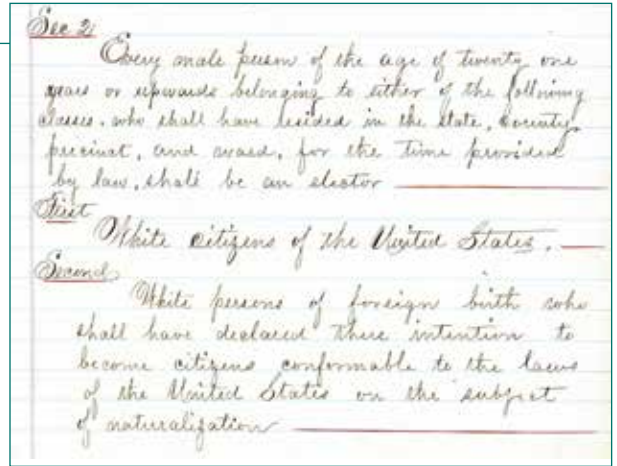 Sec 2
Every male person of the age of twenty one
years or upwards belonging to either of the following
classes, who shall have resided in the state, county,
precinct, and ward, for the time provided
by law, shall be an elector
First
White citizens of the United States.
Second
White persons of foreign birth who
shall have declared there intention to
become citizens conformable to the laws
of the United States on the subject
of naturalization